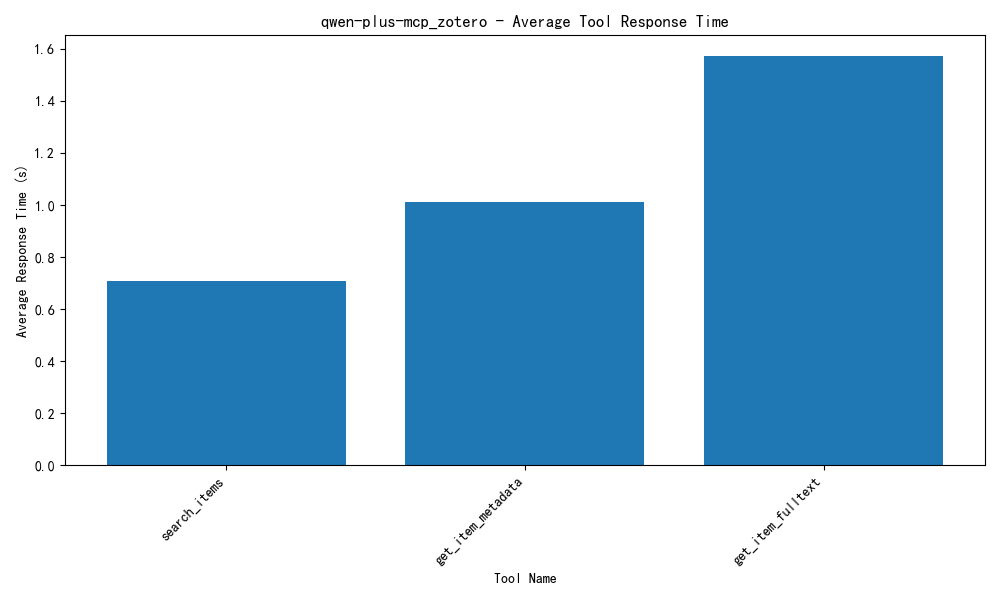 qwen-plus-mcp_zotero - Average Tool Response Time
Average Response Time (s)
1.6
1.4
1.2
1.0
0.8
0.6
0.4
0.2
0.0
search_items
get_item_metadata
get_item_fulltext
Tool Name